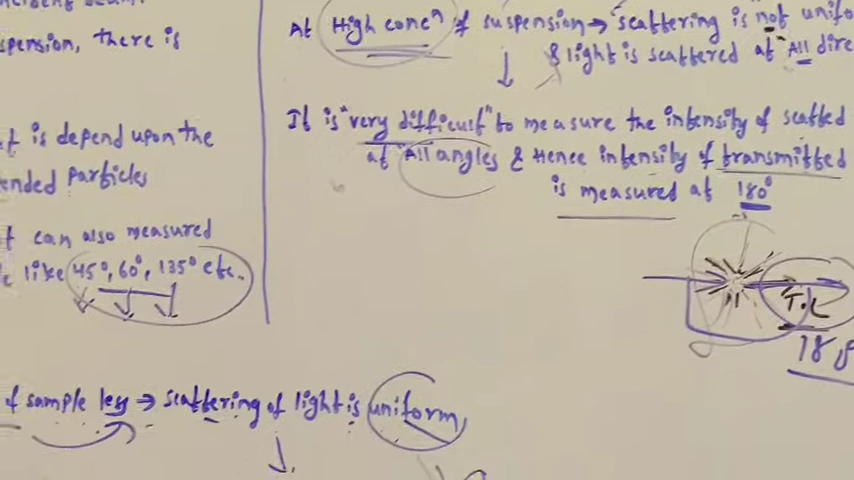 spension, there is
is depend upon the
ended particles
can also measured
like 45°, 60°, 135° etc.
At High concn of suspension → "scattering is not unifo
& light is scattered at "All dire
It is "very difficult" to measure the intensity of scatted
at "All angles & Hence intensity of transmitted
is measured at 180°
T.L
180
of sample less → scattering of light is uniform